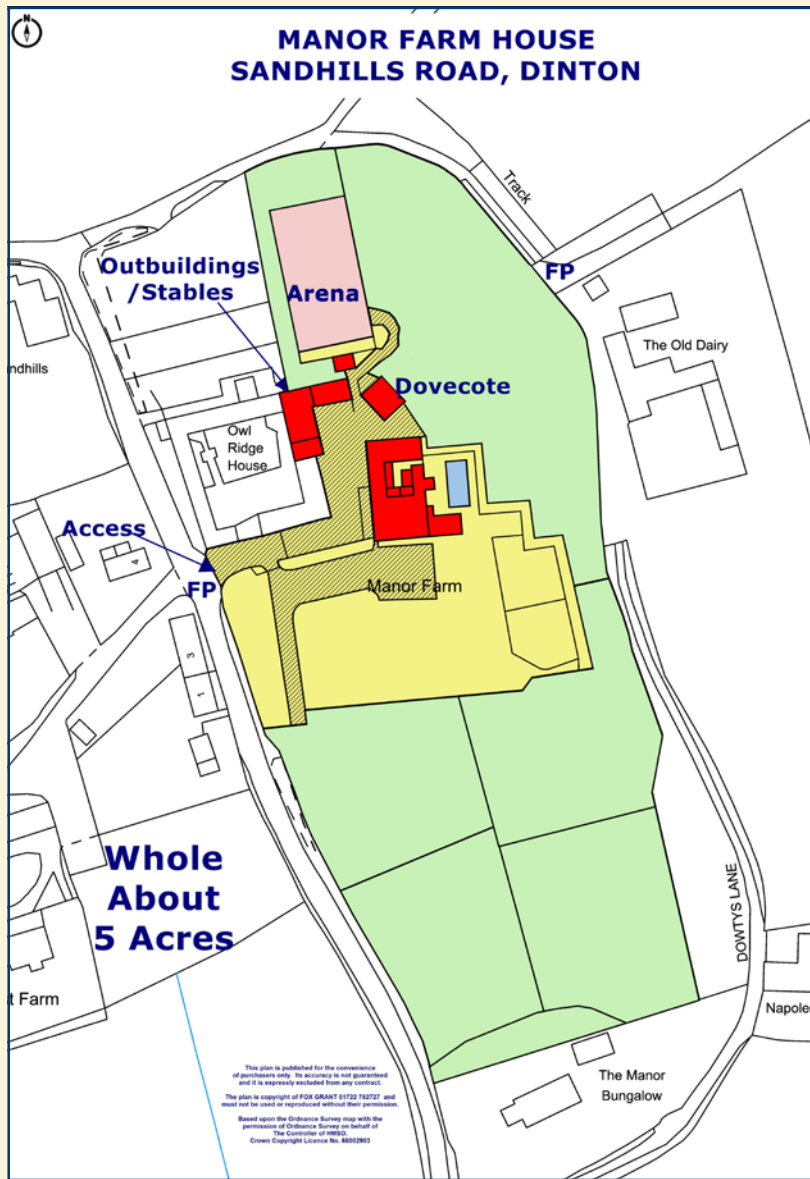 MANOR FARM HOUSE
SANDHILLS ROAD, DINTON
Track
FP
Outbuildings
/Stables
Arena
The Old Dairy
ndhills
Dovecote
Owl
Ridge
House
Access
4
FP
Manor Farm
3
1
Whole
About
5 Acres
DOWTYS LANE
t Farm
Napole
The Manor
Bungalow
This plan is published for the convenience
of purchasers only. Its accuracy is not guaranteed
and it is expressly excluded from any contract.
The plan is copyright of FOX GRANT 01722 782727 and
must not be used or reproduced without their permission.
Based upon the Ordnance Survey map with the
permission of Ordnance Survey on behalf of
The Controller of HMSO.
Crown Copyright Licence No. 68002903